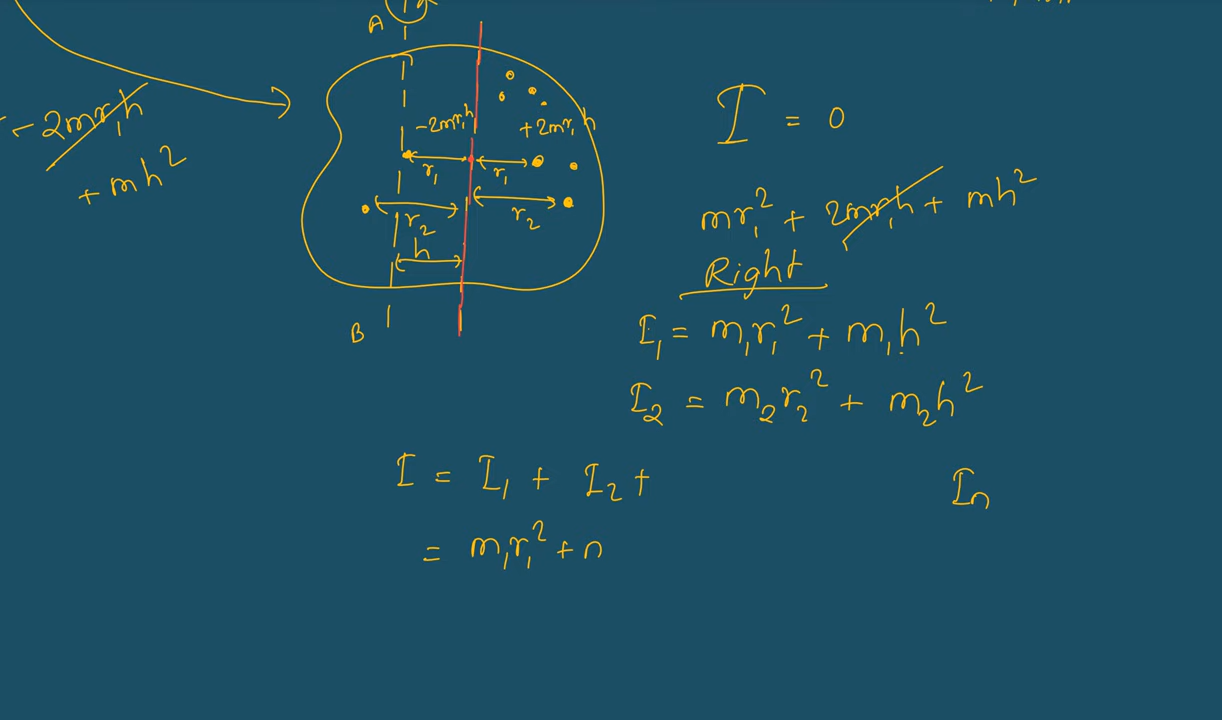 A
- 2mr₁h
+ mh²
-2mr₁h
+2mr₁h
r₁
r₁
r₂
r₂
h
B
I = 0
mr₁² + 2mr₁h + mh²
Right
I₁ = m₁r₁² + m₁h²
I₂ = m₂r₂² + m₂h²
I = I₁ + I₂ + Iₙ
= m₁r₁² + n